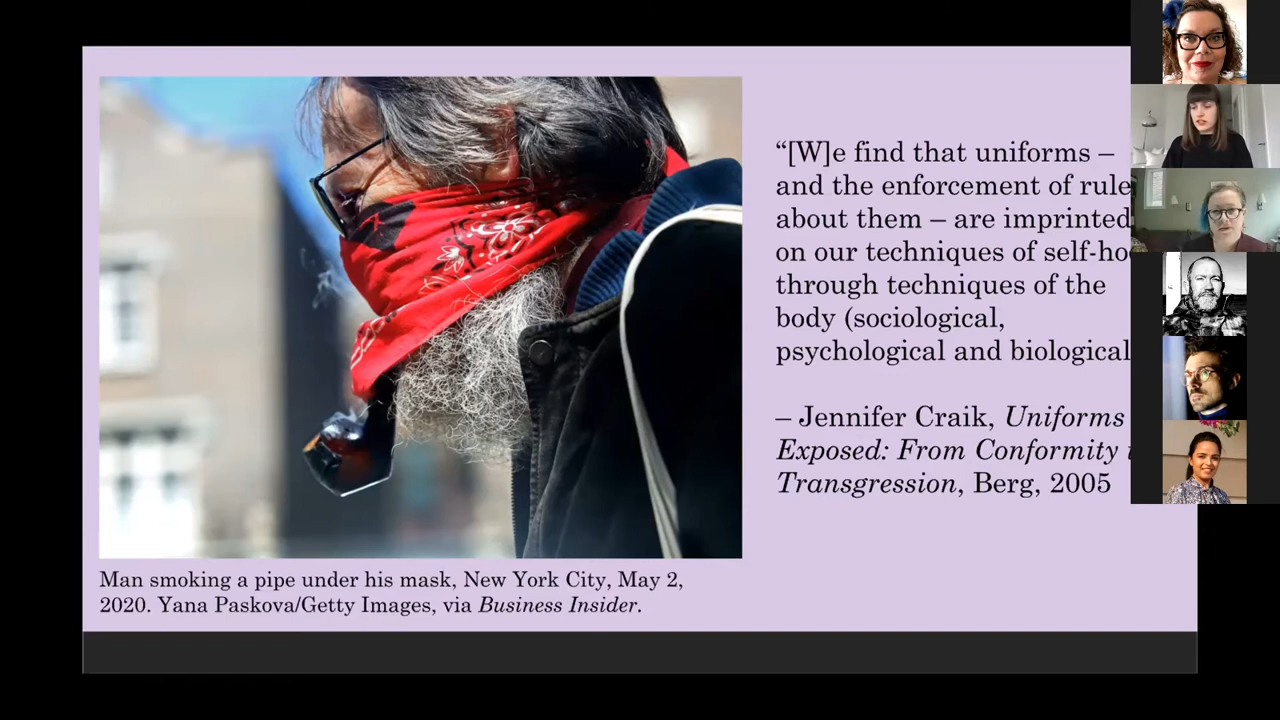 “[W]e find that uniforms –
and the enforcement of rule
about them – are imprinted
on our techniques of self-ho
through techniques of the
body (sociological,
psychological and biological
– Jennifer Craik, Uniforms
Exposed: From Conformity
Transgression, Berg, 2005
Man smoking a pipe under his mask, New York City, May 2,
2020. Yana Paskova/Getty Images, via Business Insider.